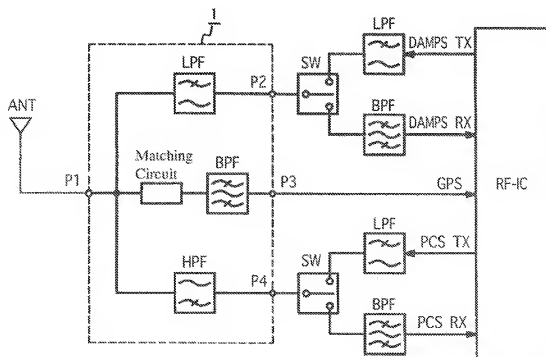 1
LPF
P2
SW
LPF
DAMPS TX
BPF
DAMPS RX
ANT
P1
Matching
Circuit
BPF
P3
GPS
RF-IC
HPF
P4
SW
LPF
PCS TX
BPF
PCS RX